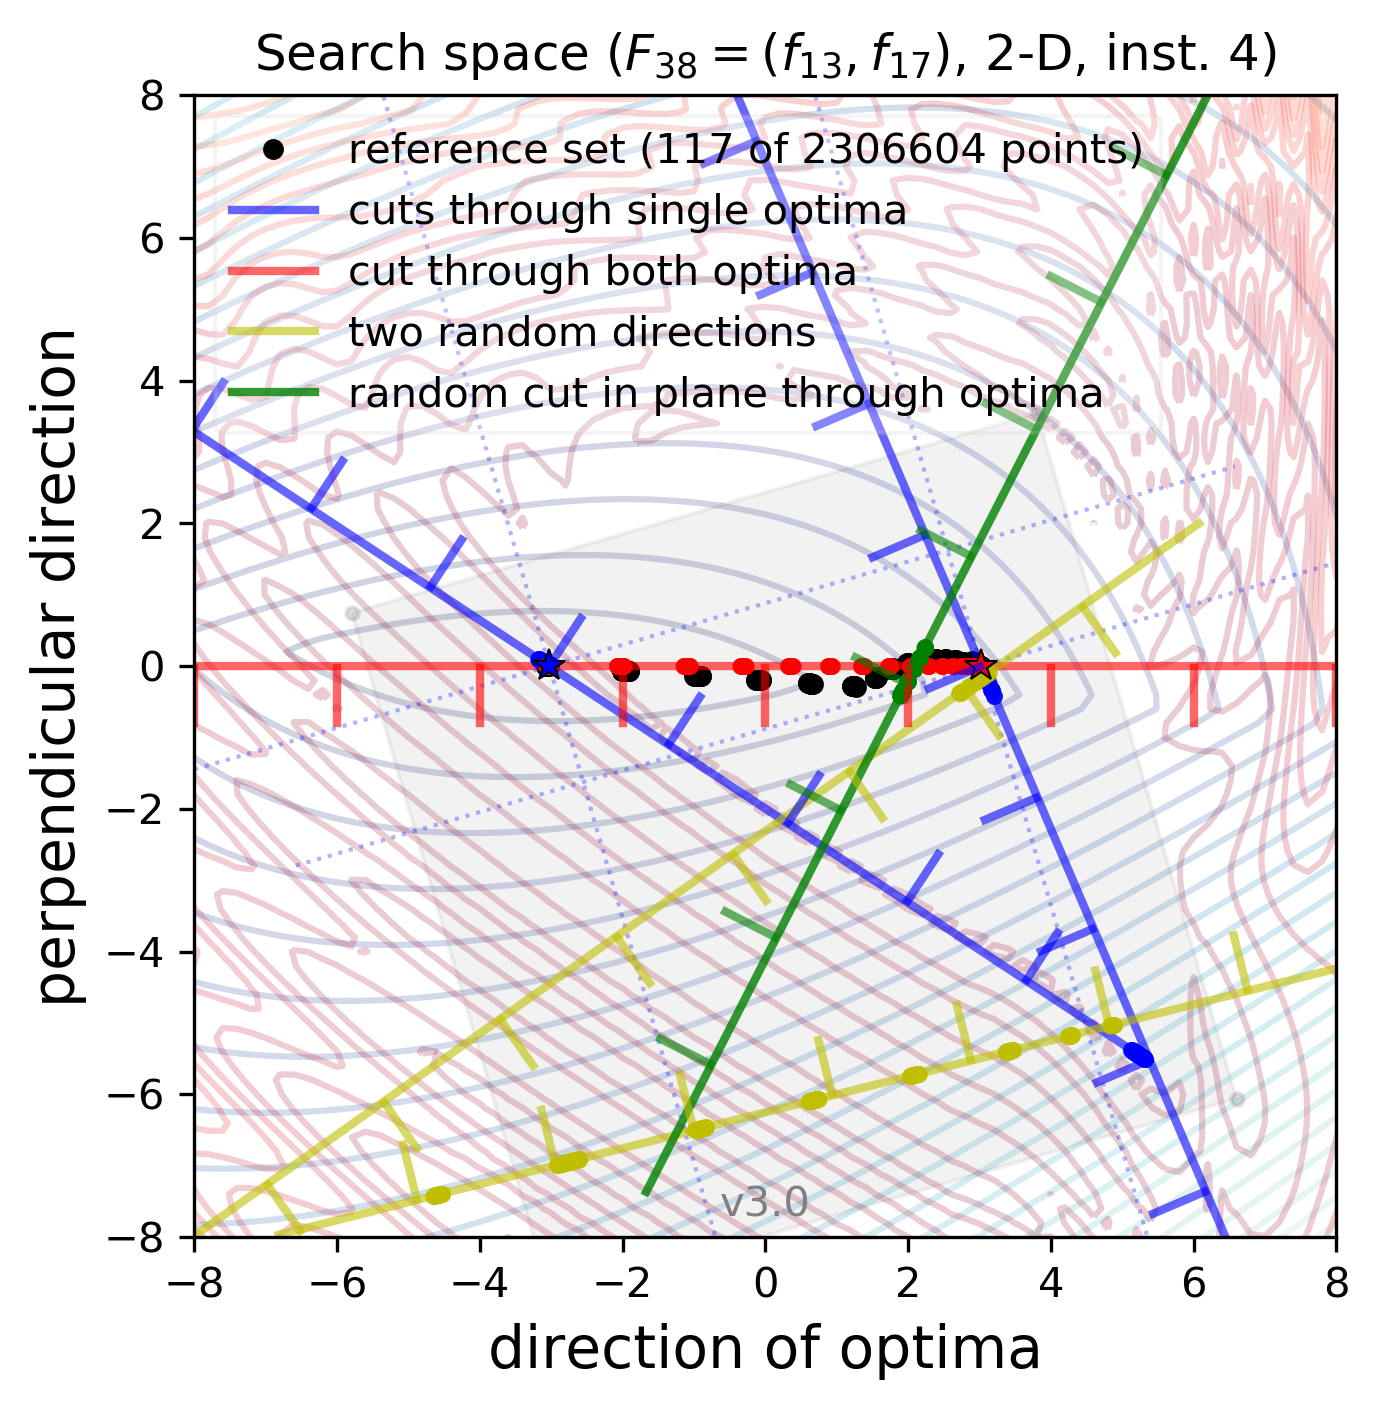 Search space (F38 = (f13, f17), 2-D, inst. 4)
reference set (117 of 2306604 points)
cuts through single optima
cut through both optima
two random directions
random cut in plane through optima
perpendicular direction
8
6
4
2
0
−2
−4
−6
−8
v3.0
−8 −6 −4 −2 0 2 4 6 8
direction of optima